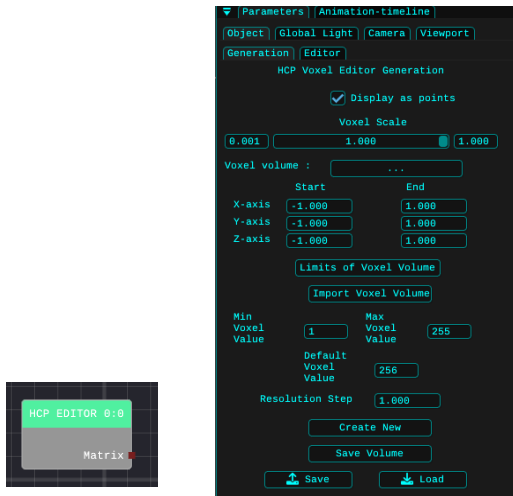 Parameters Animation-timeline
Object Global Light Camera Viewport
Generation Editor
HCP Voxel Editor Generation
Display as points
Voxel Scale
0.001 1.000 1.000
Voxel volume : ...
Start End
X-axis -1.000 1.000
Y-axis -1.000 1.000
Z-axis -1.000 1.000
Limits of Voxel Volume
Import Voxel Volume
Min
Voxel
Value
1
Max
Voxel
Value
255
Default
Voxel
Value
256
Resolution Step 1.000
Create New
Save Volume
Save Load
HCP EDITOR 0:0
Matrix